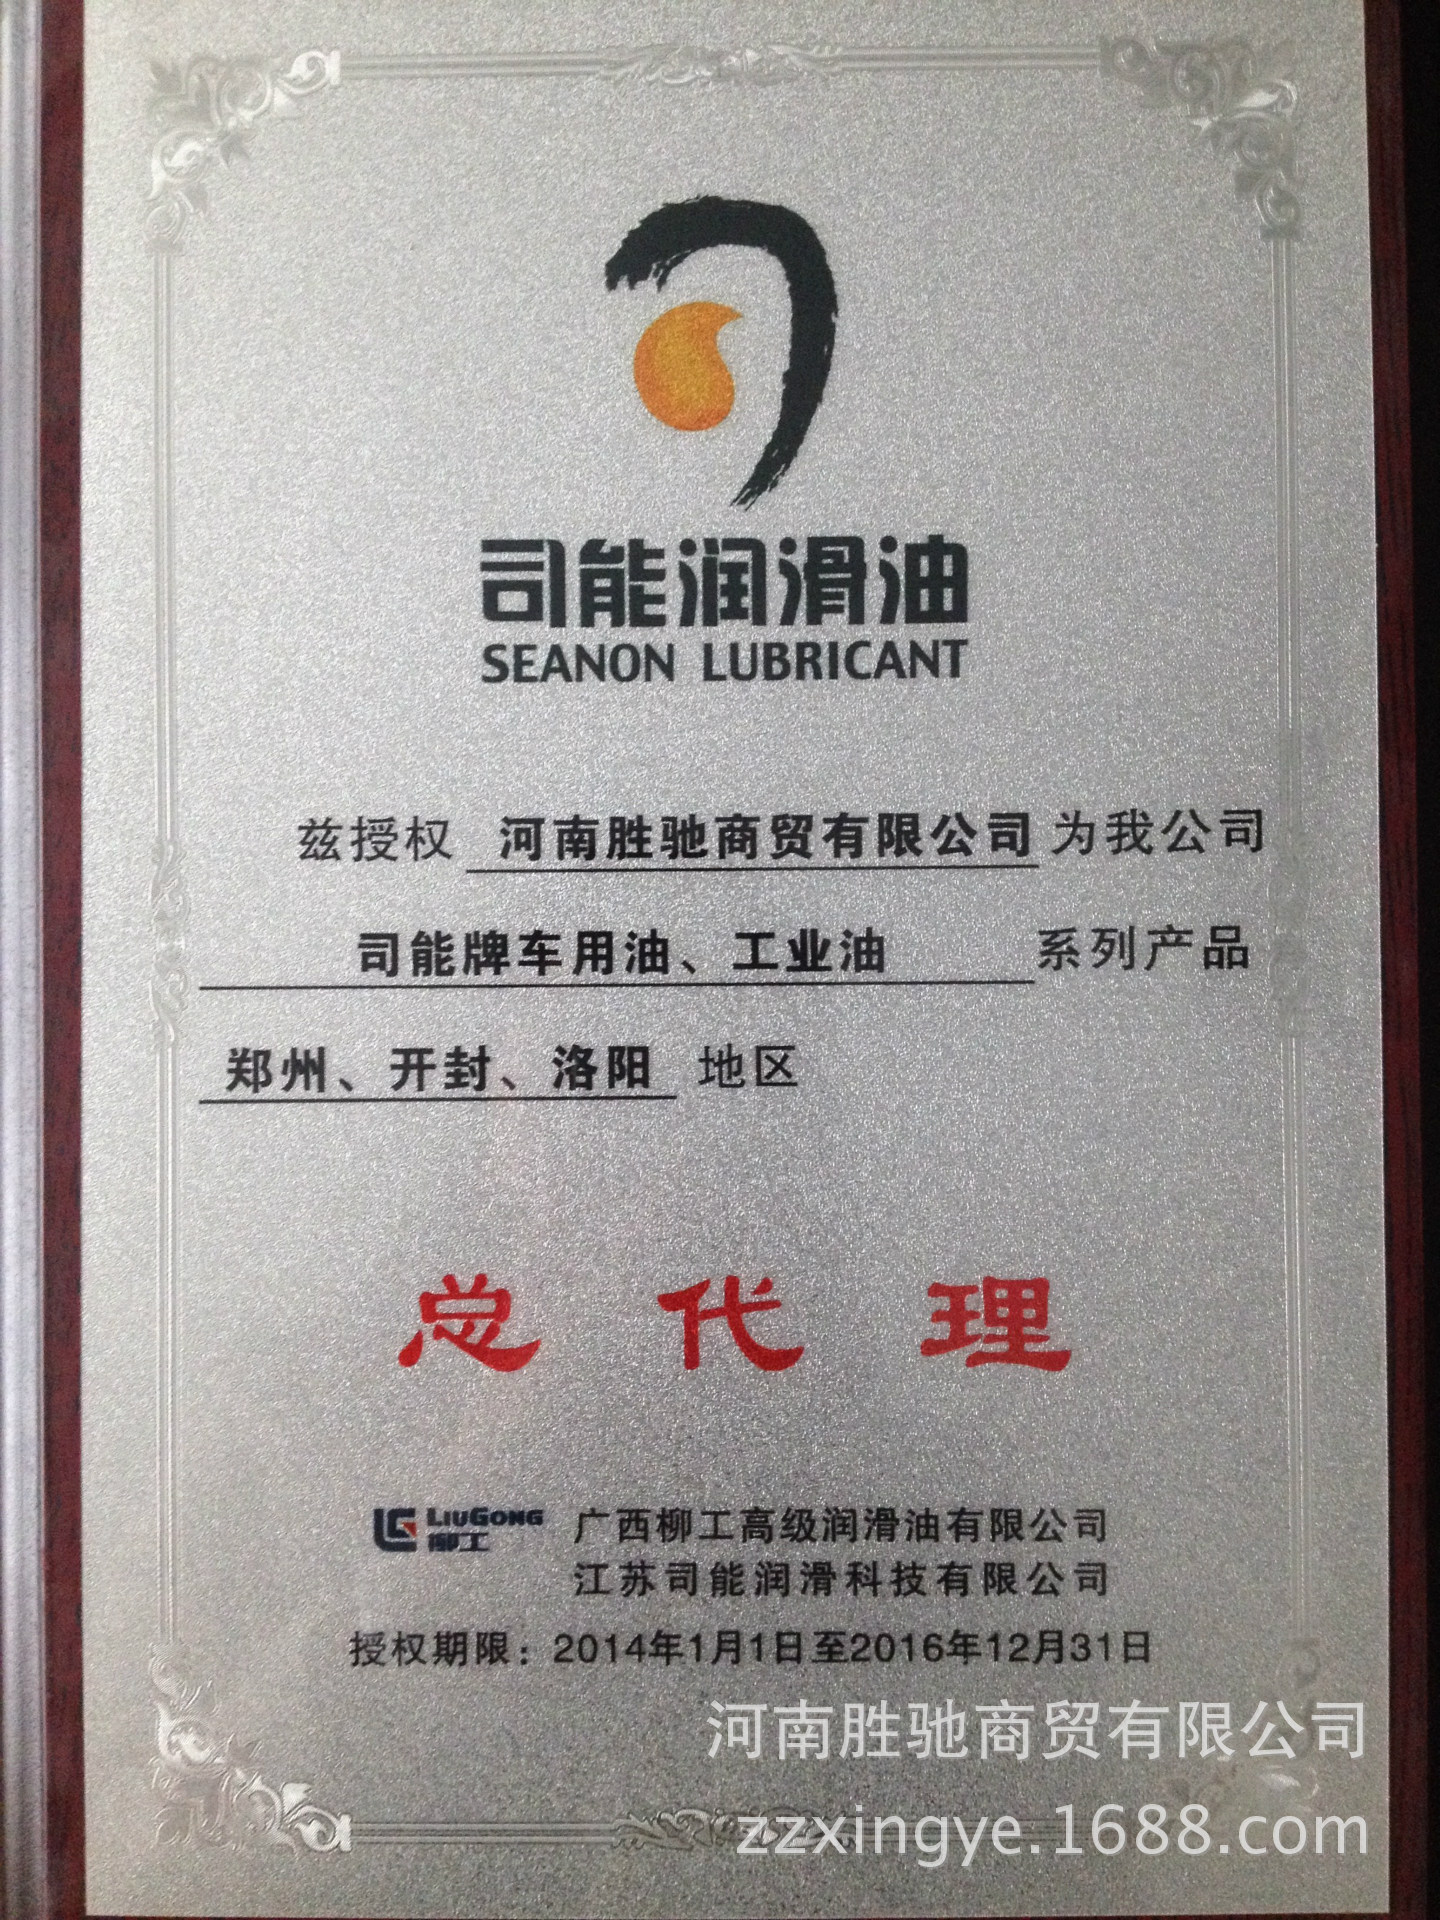 司能润滑油
SEANON LUBRICANT
兹授权 河南胜驰商贸有限公司 为我公司
司能牌车用油、工业油 系列产品
郑州、开封、洛阳 地区
总代理
LIUGONG 广西柳工高级润滑油有限公司
柳工
江苏司能润滑科技有限公司
授权期限：2014年1月1日至2016年12月31日
河南胜驰商贸有限公司
zzxingye.1688.com